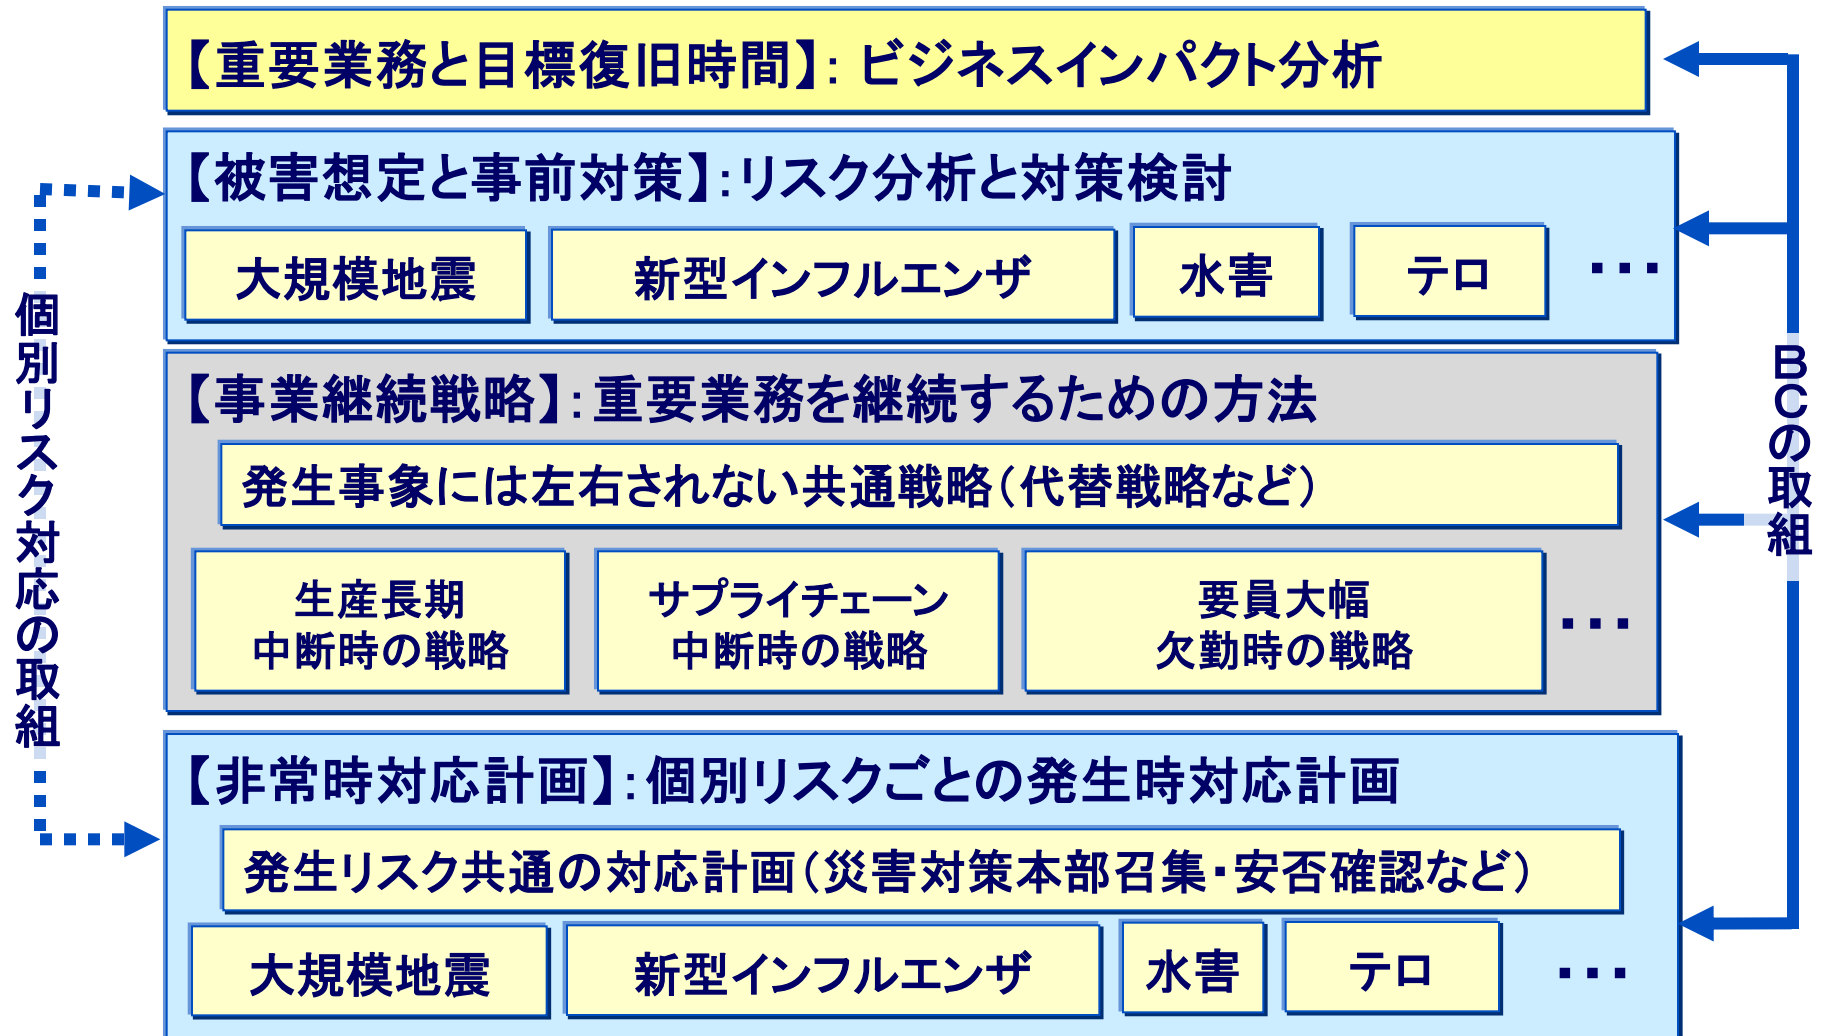 【重要業務と目標復旧時間】：ビジネスインパクト分析
【被害想定と事前対策】：リスク分析と対策検討
大規模地震
新型インフルエンザ
水害
テロ
・・・
【事業継続戦略】：重要業務を継続するための方法
発生事象には左右されない共通戦略（代替戦略など）
生産長期
中断時の戦略
サプライチェーン
中断時の戦略
要員大幅
欠勤時の戦略
・・・
【非常時対応計画】：個別リスクごとの発生時対応計画
発生リスク共通の対応計画（災害対策本部召集・安否確認など）
大規模地震
新型インフルエンザ
水害
テロ
・・・
個別リスク対応の取組
ＢＣの取組